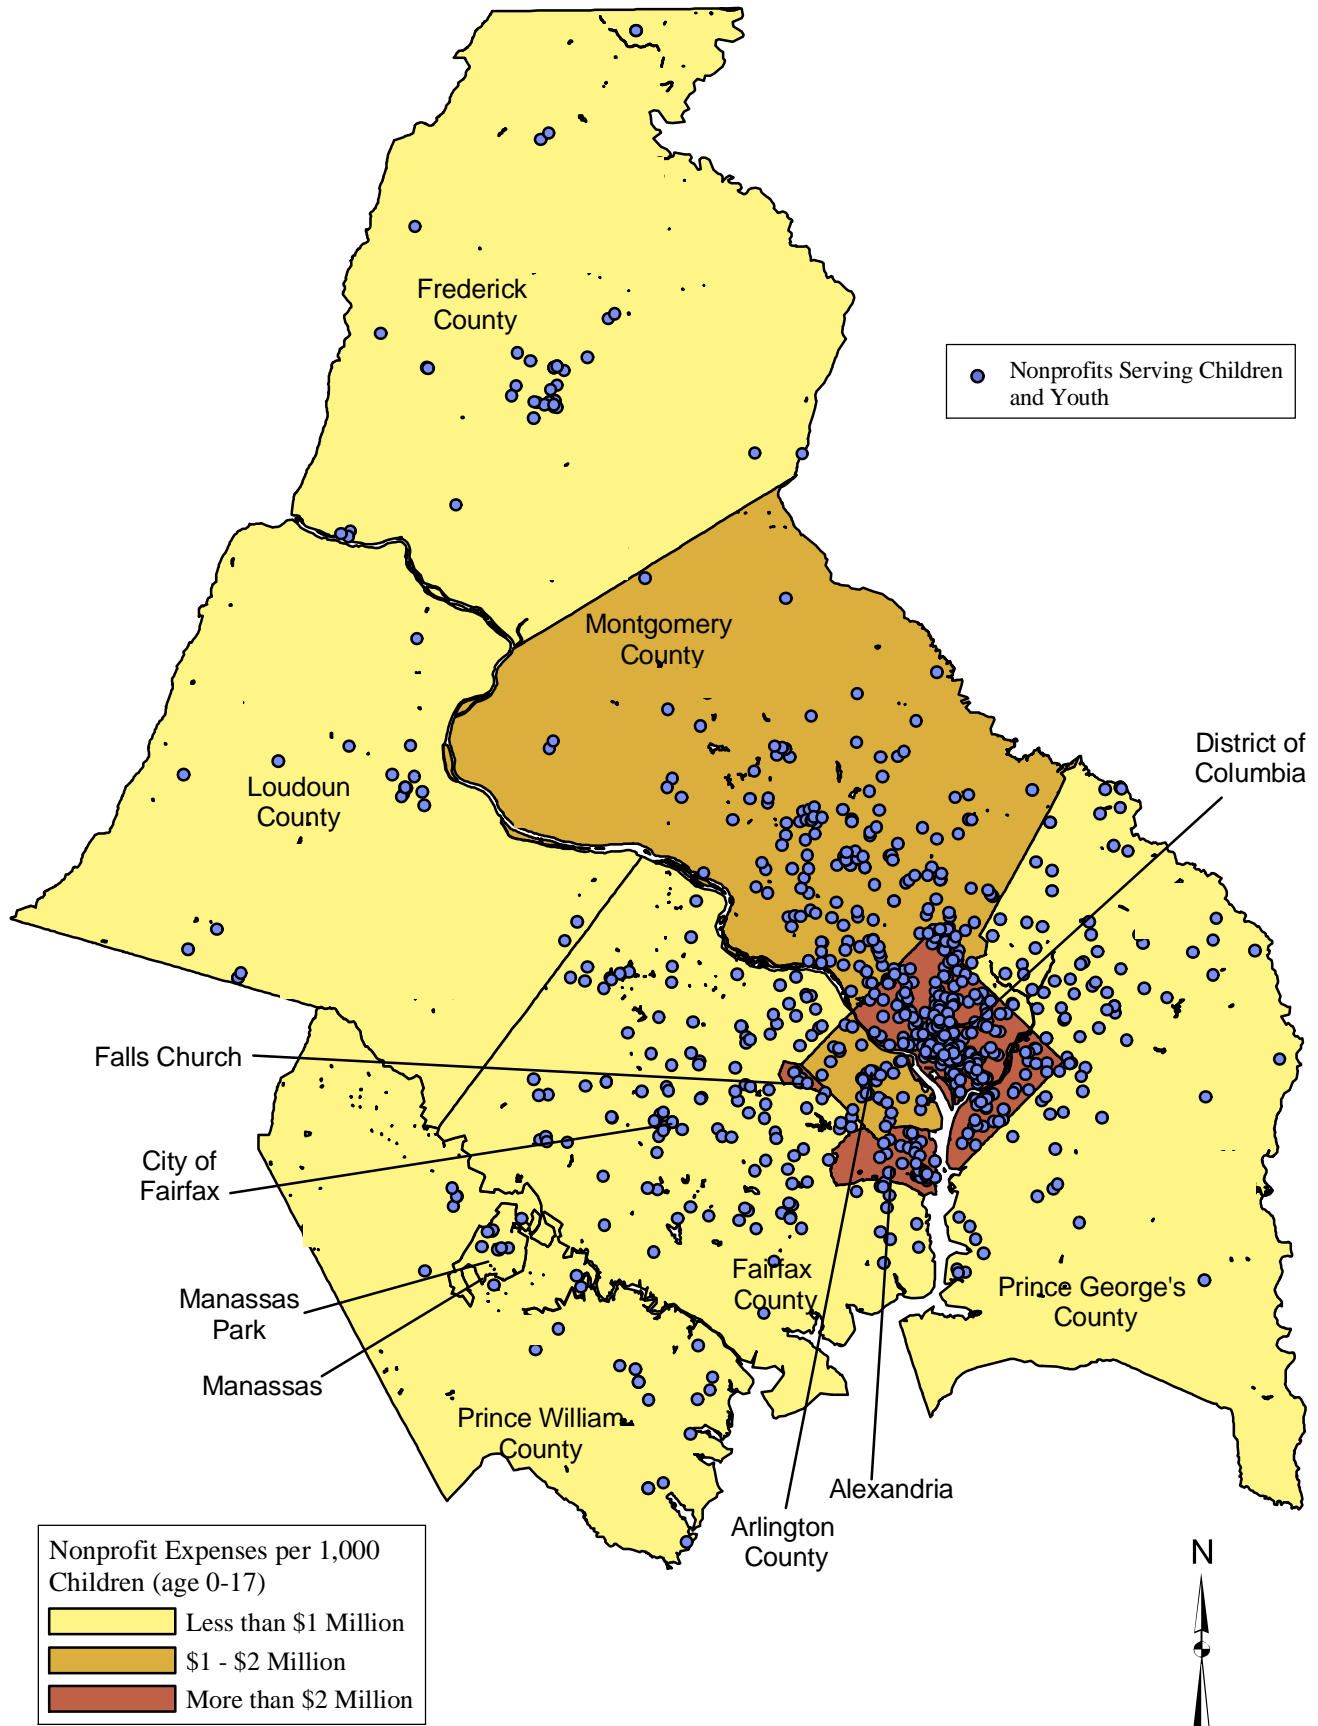 Frederick
County
Nonprofits Serving Children
and Youth
Montgomery
County
District of
Columbia
Loudoun
County
Falls Church
City of
Fairfax
Fairfax
County
Prince George's
County
Manassas
Park
Manassas
Prince William
County
Alexandria
Arlington
County
Nonprofit Expenses per 1,000
Children (age 0-17)
Less than $1 Million
$1 - $2 Million
More than $2 Million
N